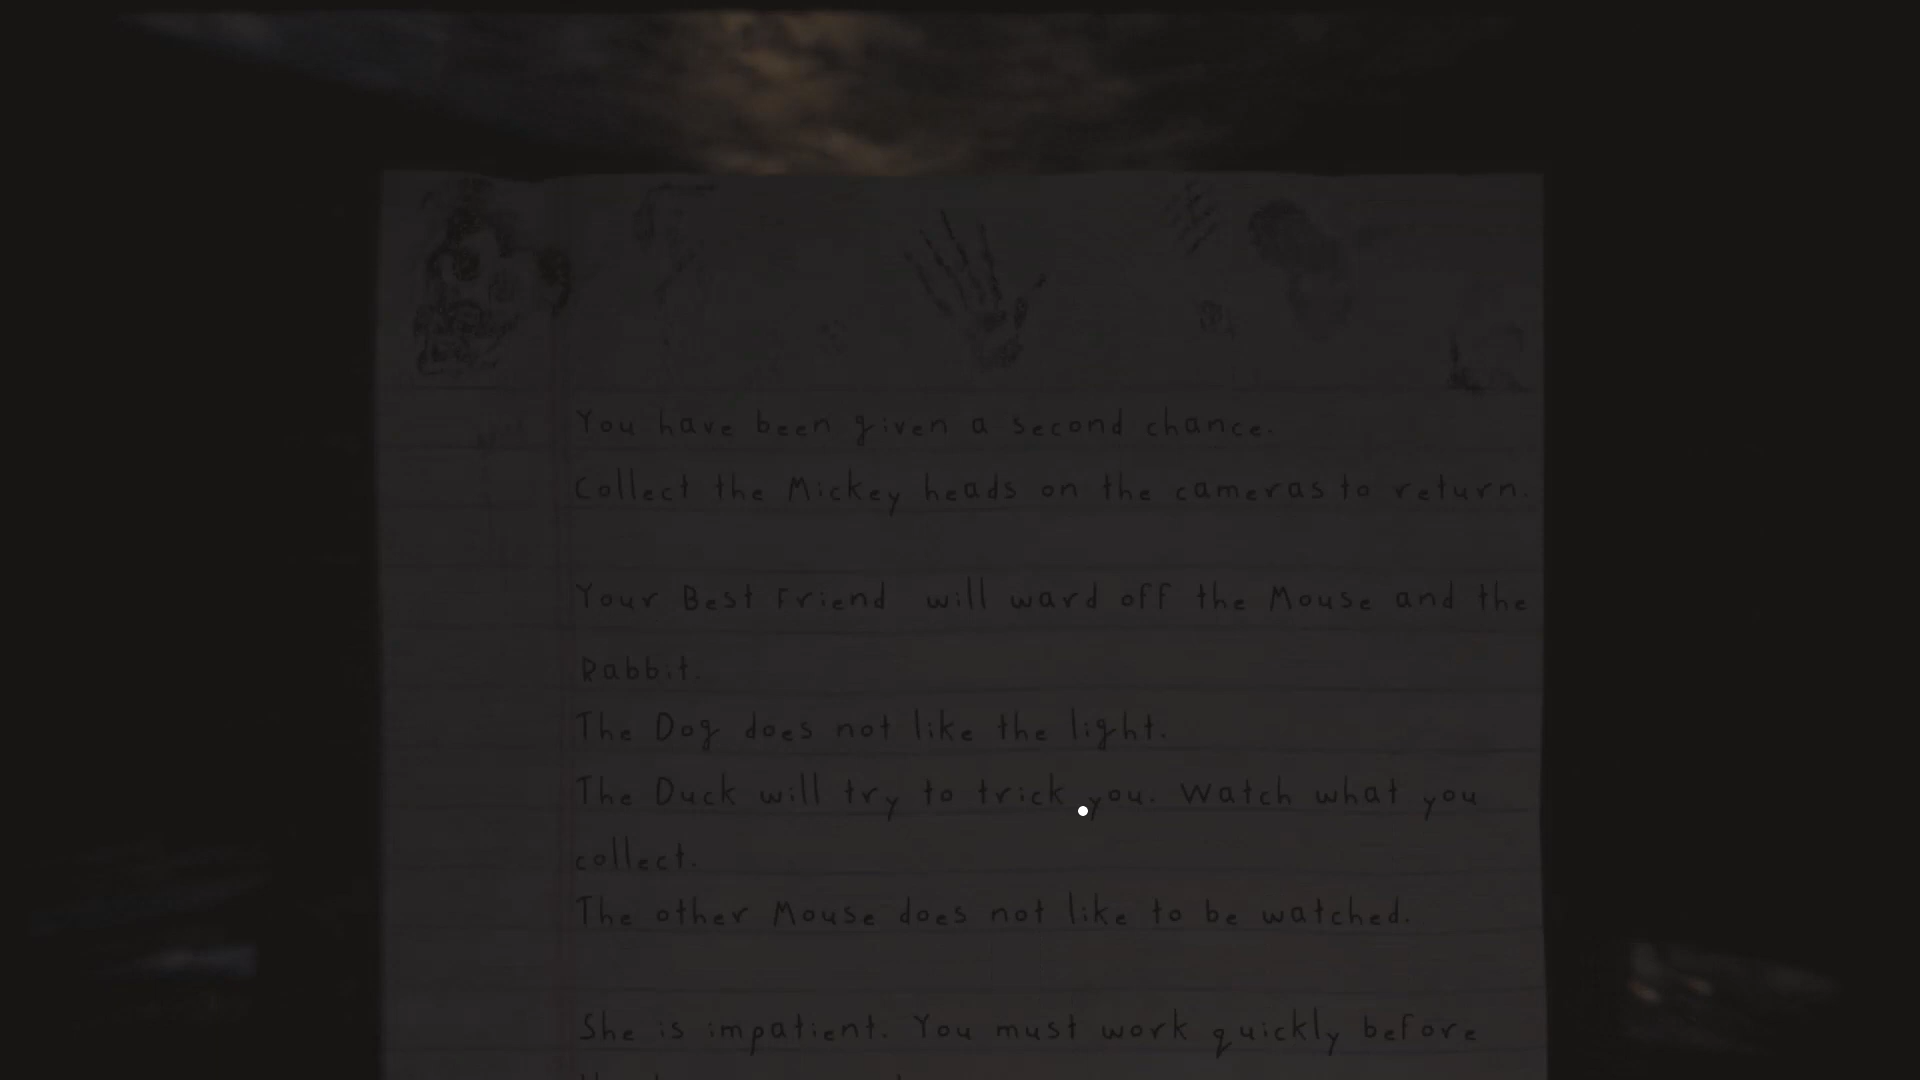 You have been given a second chance.
Collect the Mickey heads on the cameras to return.
Your Best Friend will ward off the Mouse and the
Rabbit.
The Dog does not like the light.
The Duck will try to trick you. Watch what you
collect.
The other Mouse does not like to be watched.
She is impatient. You must work quickly before